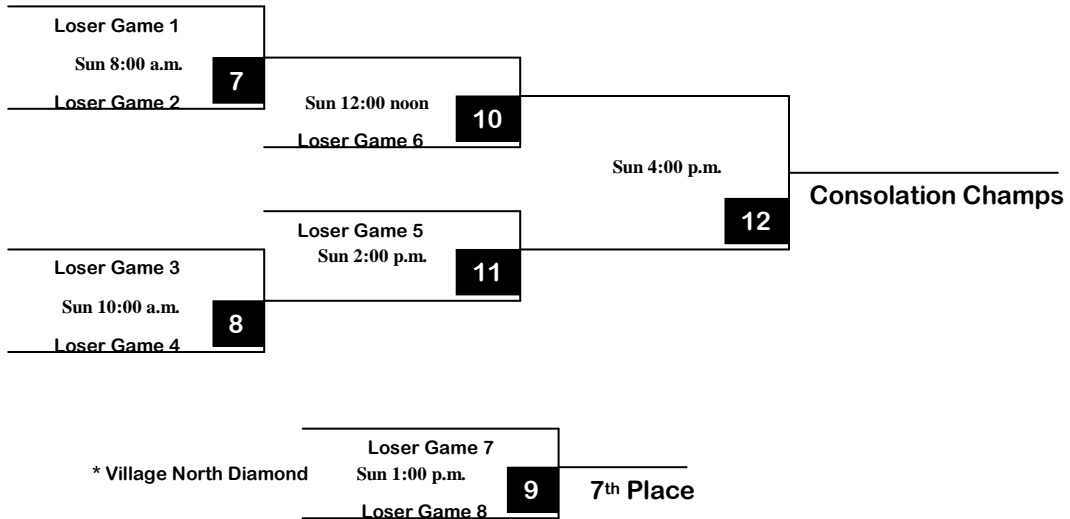 Loser Game 1
Sun 8:00 a.m.
7
Loser Game 2
Sun 12:00 noon
10
Loser Game 6
Sun 4:00 p.m.
Consolation Champs
12
Loser Game 5
Sun 2:00 p.m.
11
Loser Game 3
Sun 10:00 a.m.
8
Loser Game 4
Loser Game 7
* Village North Diamond
Sun 1:00 p.m.
9
7th Place
Loser Game 8